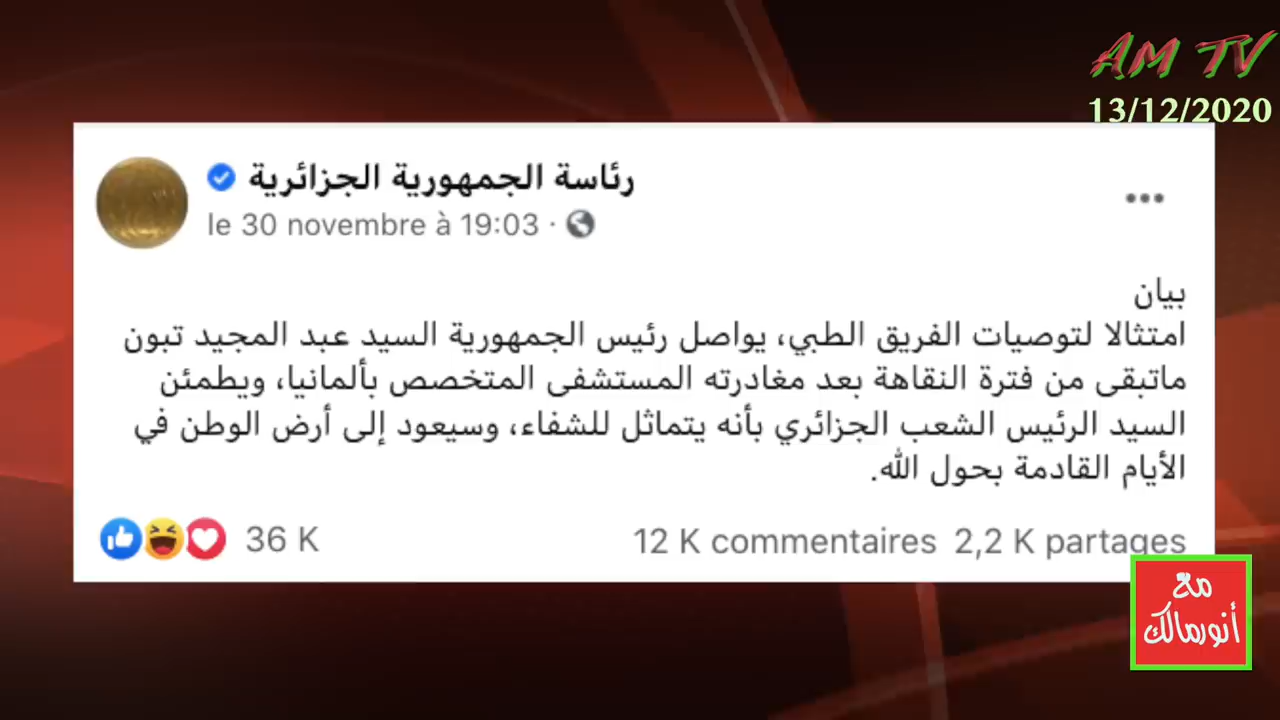 AM TV
13/12/2020
رئاسة الجمهورية الجزائرية
le 30 novembre à 19:03 ·
بيان
امتثالا لتوصيات الفريق الطبي، يواصل رئيس الجمهورية السيد عبد المجيد تبون
ماتبقى من فترة النقاهة بعد مغادرته المستشفى المتخصص بألمانيا، ويطمئن
السيد الرئيس الشعب الجزائري بأنه يتماثل للشفاء، وسيعود إلى أرض الوطن في
الأيام القادمة بحول الله.
36 K
12 K commentaires 2,2 K partages
مع
أنورمالك